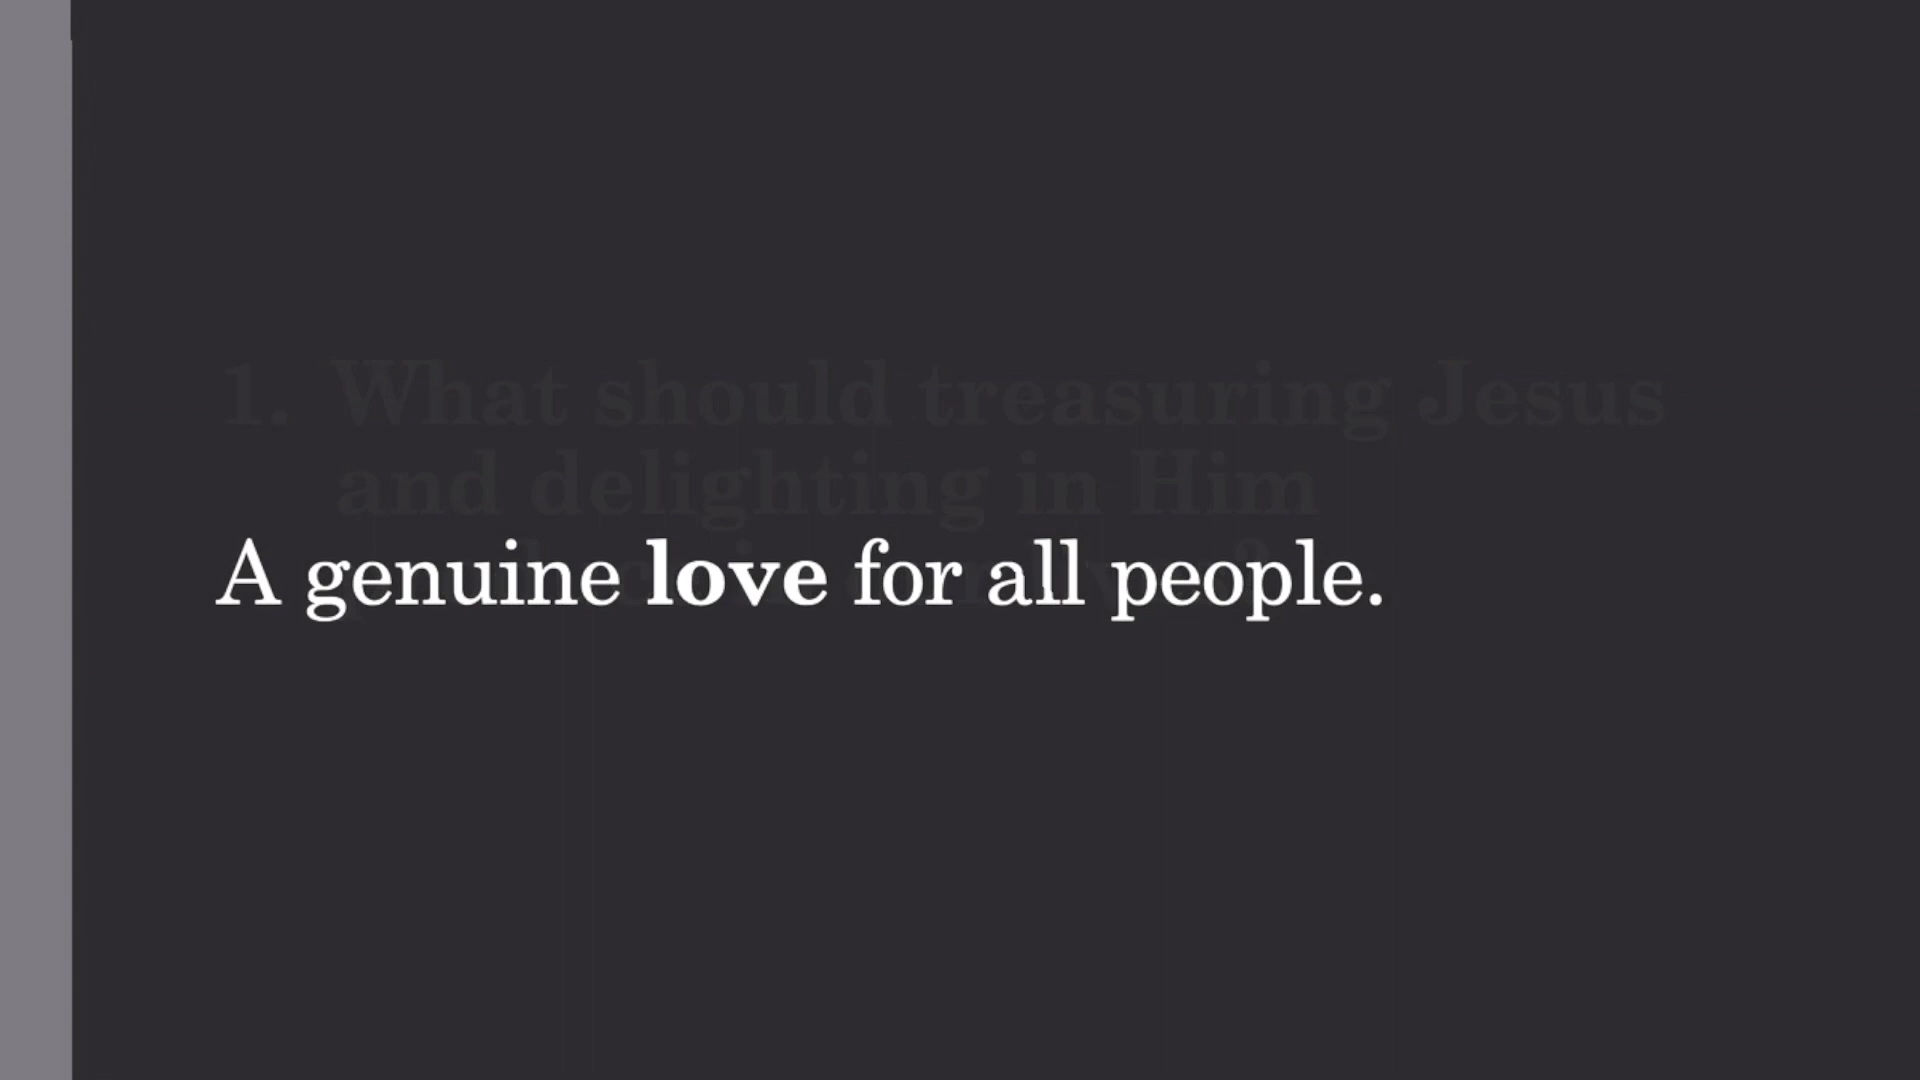 1. What should treasuring Jesus
and delighting in Him
A genuine love for all people.